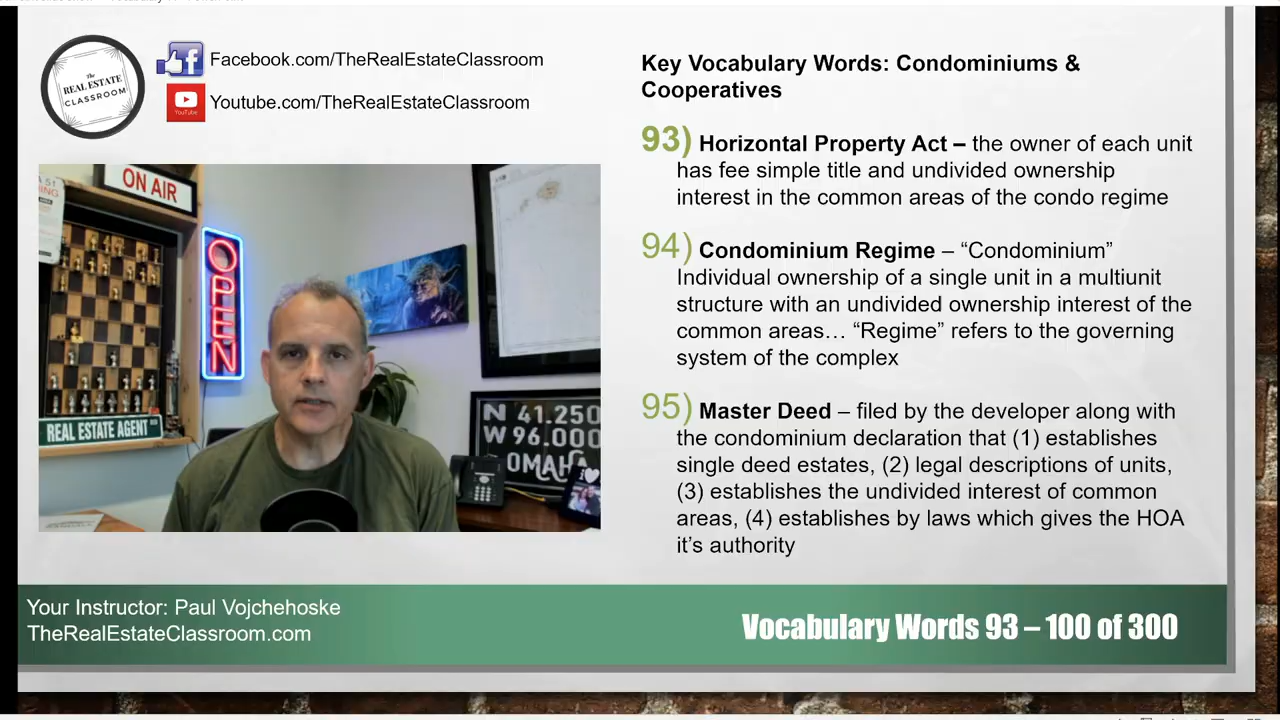 The
REAL ESTATE
CLASSROOM
Facebook.com/TheRealEstateClassroom
YouTube
Youtube.com/TheRealEstateClassroom
ON AIR
OPEN
REAL ESTATE AGENT
N 41.250
W 96.000
OMAHA
Key Vocabulary Words: Condominiums &
Cooperatives
93) Horizontal Property Act – the owner of each unit
has fee simple title and undivided ownership
interest in the common areas of the condo regime
94) Condominium Regime – “Condominium”
Individual ownership of a single unit in a multiunit
structure with an undivided ownership interest of the
common areas… “Regime” refers to the governing
system of the complex
95) Master Deed – filed by the developer along with
the condominium declaration that (1) establishes
single deed estates, (2) legal descriptions of units,
(3) establishes the undivided interest of common
areas, (4) establishes by laws which gives the HOA
it’s authority
Your Instructor: Paul Vojchehoske
TheRealEstateClassroom.com
Vocabulary Words 93 – 100 of 300